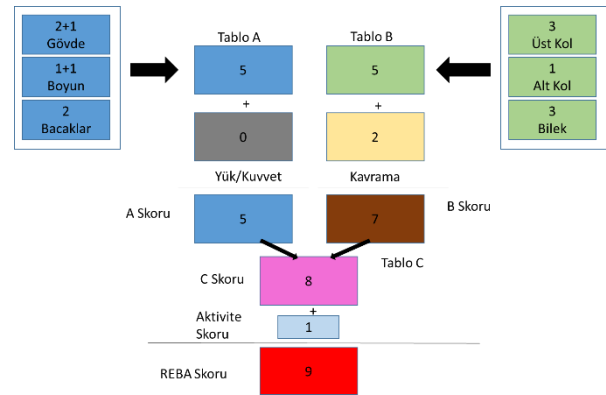 2+1
Gövde
1+1
Boyun
2
Bacaklar
Tablo A
5
+
0
Yük/Kuvvet
Tablo B
5
+
2
Kavrama
3
Üst Kol
1
Alt Kol
3
Bilek
A Skoru
5
7
B Skoru
Tablo C
C Skoru
8
+
Aktivite
Skoru
1
REBA Skoru
9